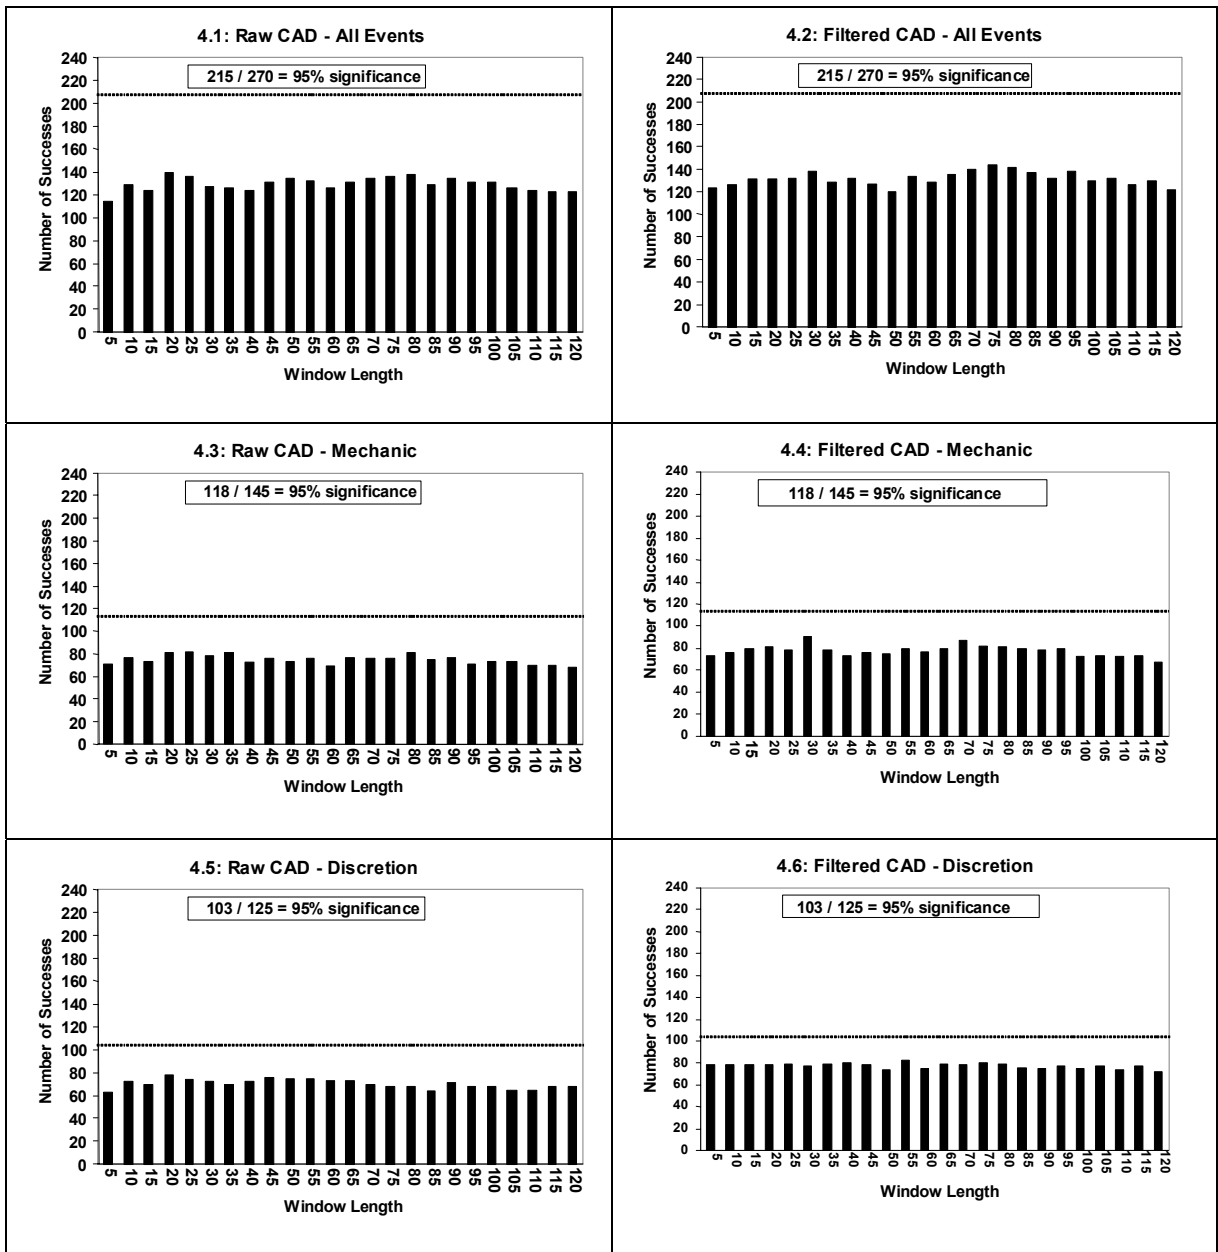 4.1: Raw CAD - All Events
215 / 270 = 95% significance
Number of Successes
240
220
200
180
160
140
120
100
80
60
40
20
0
5 10 15 20 25 30 35 40 45 50 55 60 65 70 75 80 85 90 95 100 105 110 115 120
Window Length
4.2: Filtered CAD - All Events
215 / 270 = 95% significance
Number of Successes
240
220
200
180
160
140
120
100
80
60
40
20
0
5 10 15 20 25 30 35 40 45 50 55 60 65 70 75 80 85 90 95 100 105 110 115 120
Window Length
4.3: Raw CAD - Mechanic
118 / 145 = 95% significance
Number of Successes
240
220
200
180
160
140
120
100
80
60
40
20
0
5 10 15 20 25 30 35 40 45 50 55 60 65 70 75 80 85 90 95 100 105 110 115 120
Window Length
4.4: Filtered CAD - Mechanic
118 / 145 = 95% significance
Number of Successes
240
220
200
180
160
140
120
100
80
60
40
20
0
5 10 15 20 25 30 35 40 45 50 55 60 65 70 75 80 85 90 95 100 105 110 115 120
Window Length
4.5: Raw CAD - Discretion
103 / 125 = 95% significance
Number of Successes
240
220
200
180
160
140
120
100
80
60
40
20
0
5 10 15 20 25 30 35 40 45 50 55 60 65 70 75 80 85 90 95 100 105 110 115 120
Window Length
4.6: Filtered CAD - Discretion
103 / 125 = 95% significance
Number of Successes
240
220
200
180
160
140
120
100
80
60
40
20
0
5 10 15 20 25 30 35 40 45 50 55 60 65 70 75 80 85 90 95 100 105 110 115 120
Window Length